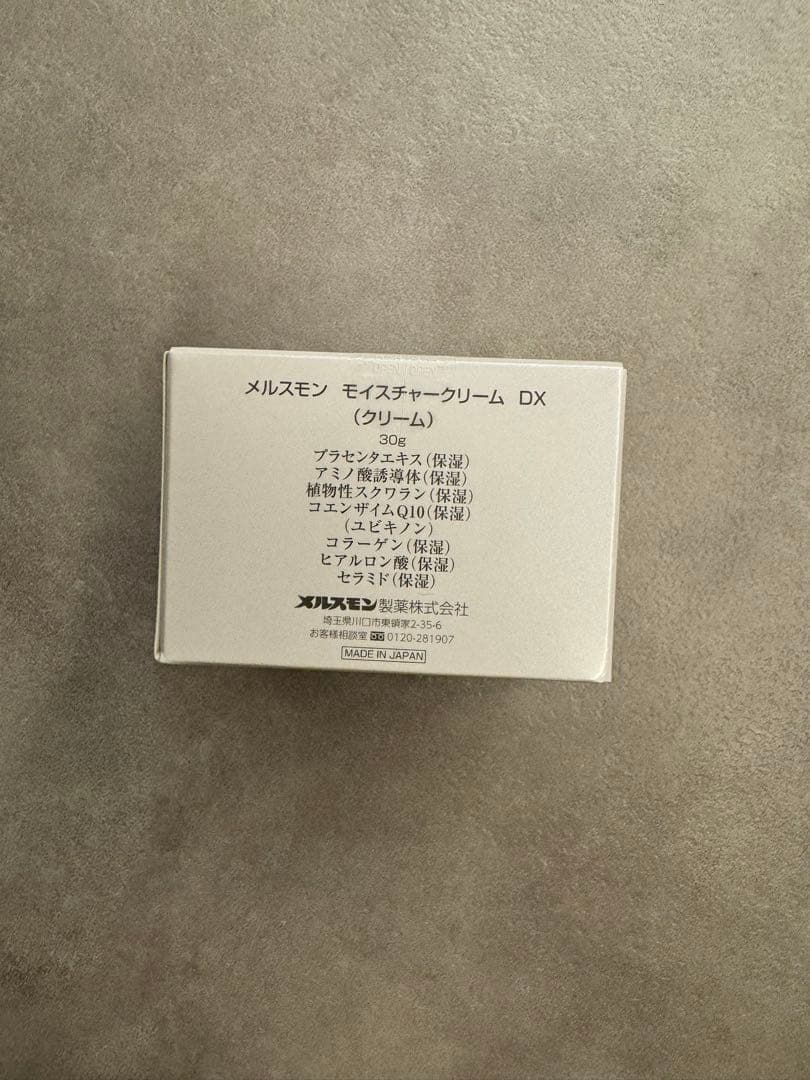 OPEN / OPEN
メルスモン モイスチャークリーム DX
（クリーム）
30g
プラセンタエキス（保湿）
アミノ酸誘導体（保湿）
植物性スクワラン（保湿）
コエンザイムQ10（保湿）
（ユビキノン）
コラーゲン（保湿）
ヒアルロン酸（保湿）
セラミド（保湿）
メルスモン製薬株式会社
埼玉県川口市東領家2-35-6
お客様相談室 0120-281907
MADE IN JAPAN